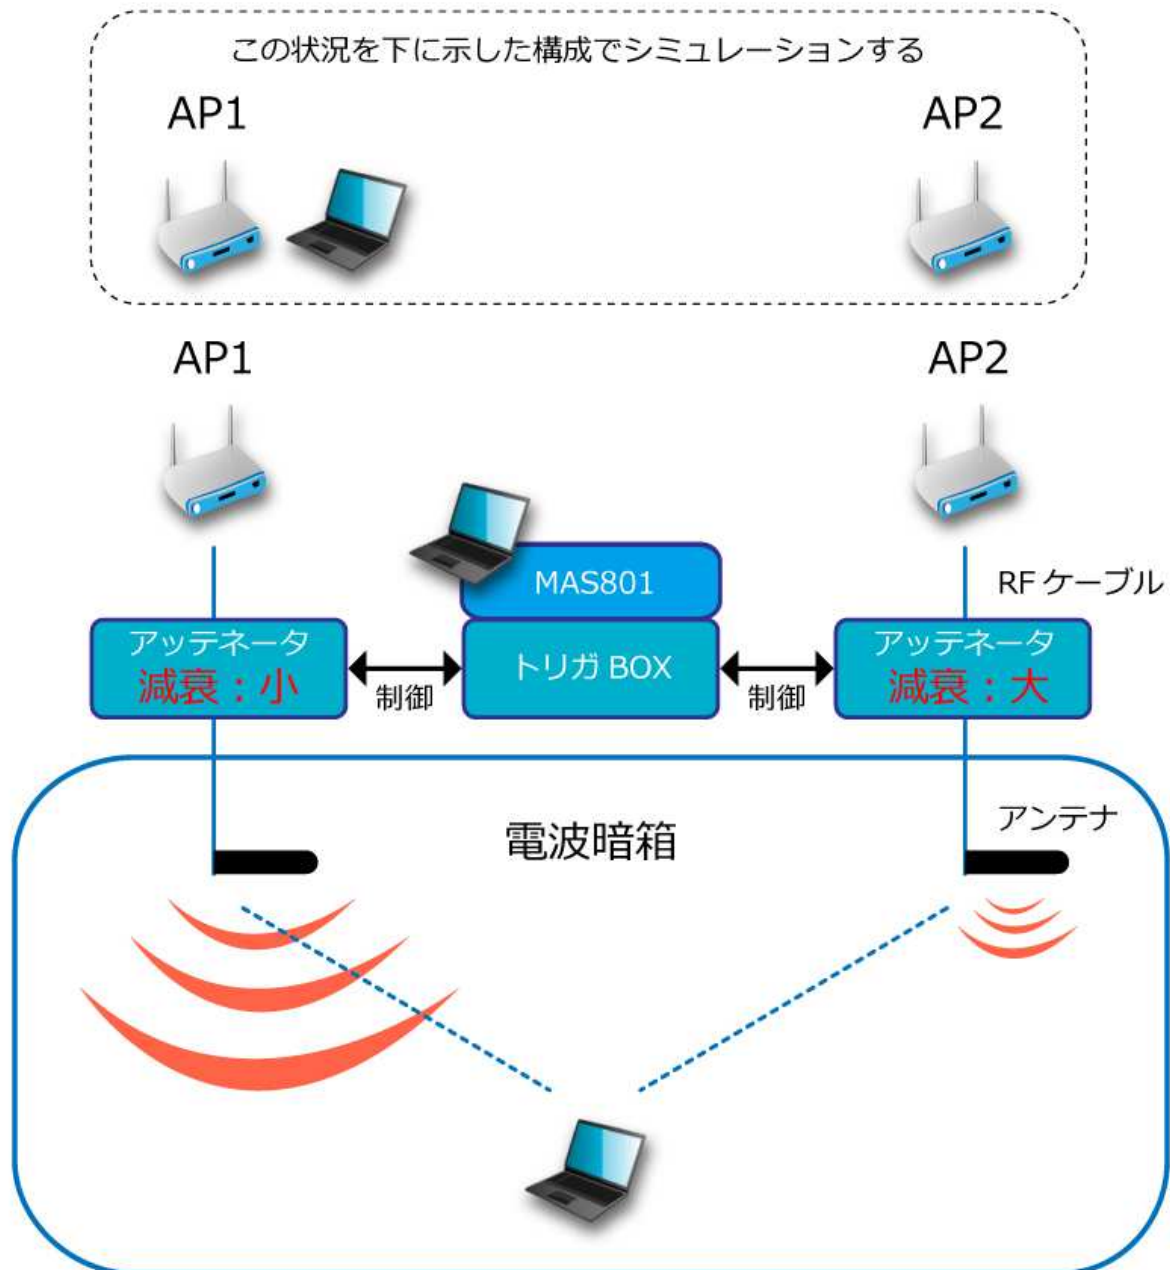 この状況を下に示した構成でシミュレーションする
AP1
AP2
AP1
AP2
MAS801
RF ケーブル
アッテネータ
減衰：小
制御
トリガ BOX
制御
アッテネータ
減衰：大
電波暗箱
アンテナ